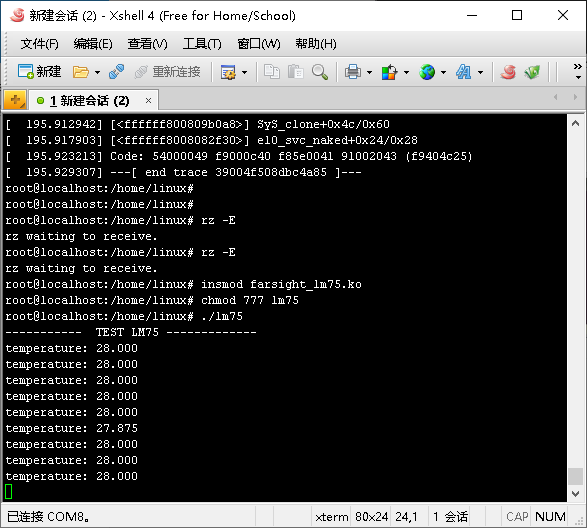 新建会话 (2) - Xshell 4 (Free for Home/School)
文件(F) 编辑(E) 查看(V) 工具(T) 窗口(W) 帮助(H)
新建 重新连接
1 新建会话 (2)
[  195.912942] [<ffffff800809b0a8>] SyS_clone+0x4c/0x60
[  195.917903] [<ffffff8008082f30>] el0_svc_naked+0x24/0x28
[  195.923213] Code: 54000049 f9000c40 f85e0041 91002043 (f9404c25)
[  195.929307] ---[ end trace 39004f508dbc4a85 ]---
root@localhost:/home/linux#
root@localhost:/home/linux#
root@localhost:/home/linux# rz -E
rz waiting to receive.
root@localhost:/home/linux# rz -E
rz waiting to receive.
root@localhost:/home/linux# insmod farsight_lm75.ko
root@localhost:/home/linux# chmod 777 lm75
root@localhost:/home/linux# ./lm75
-----------  TEST LM75 -------------
temperature: 28.000
temperature: 28.000
temperature: 28.000
temperature: 28.000
temperature: 28.000
temperature: 27.875
temperature: 28.000
temperature: 28.000
temperature: 28.000
已连接 COM8。 xterm 80x24 24,1 1 会话 CAP NUM